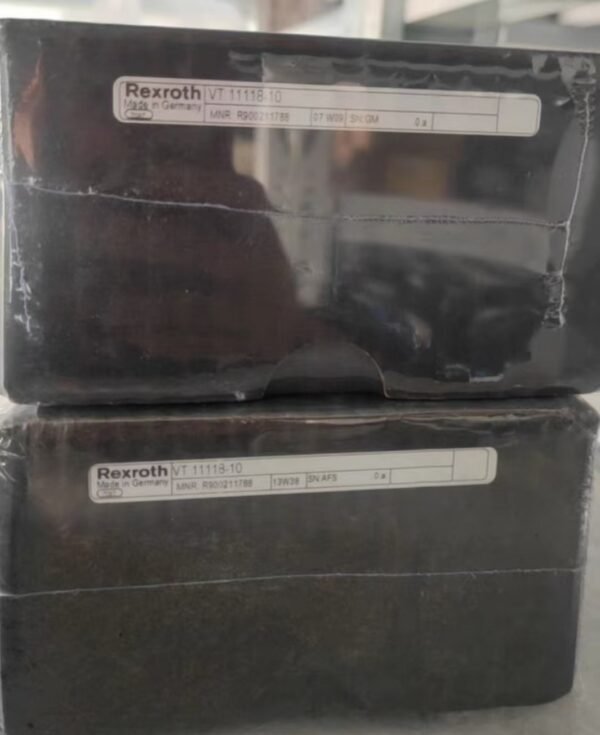 Rexroth VT 11118-10
Made in Germany MNR R900211788 07 W09 SN:GM 0.a
Rexroth VT 11118-10
Made in Germany MNR R900211788 13W38 SN AFS 0.a